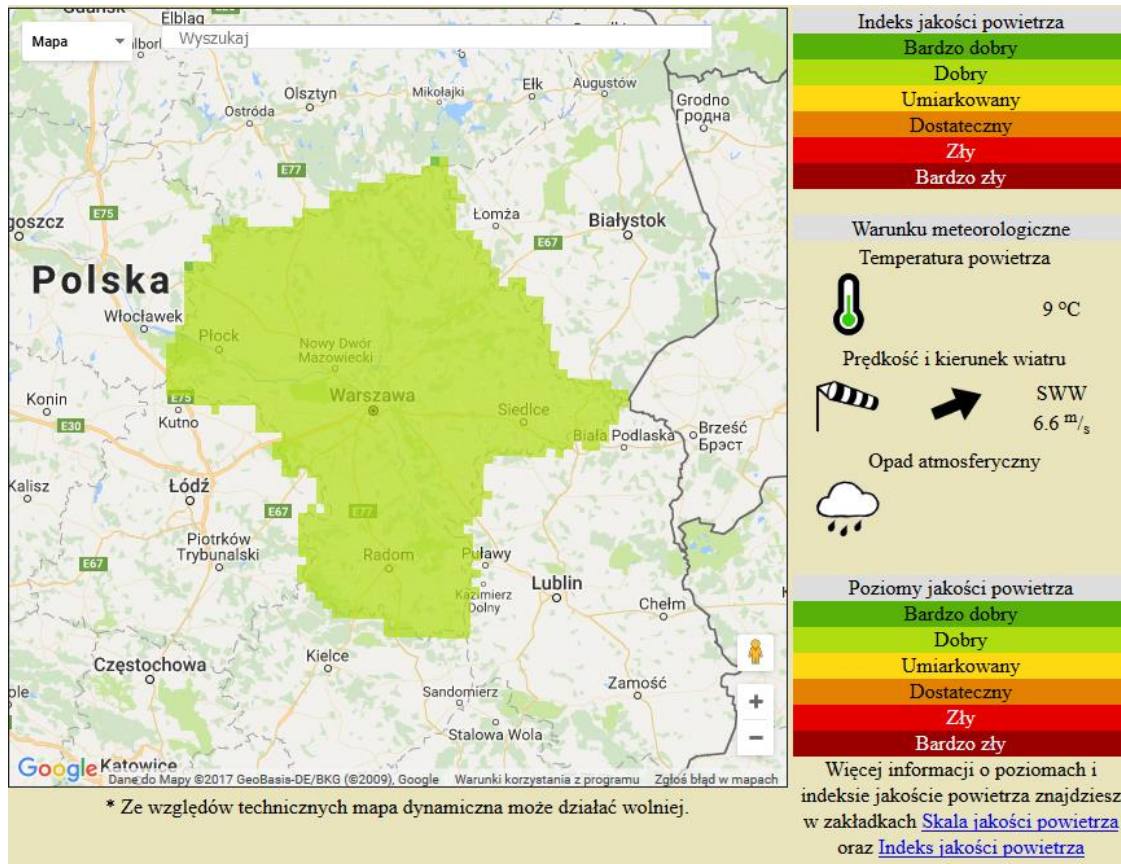 Gdańsk
Elbląg
Mapa
Wyszukaj
Olsztyn
Mikołajki
Ełk
Augustów
Ostróda
Grodno
Гродна
E77
goszcz
E75
Łomża
Białystok
E67
Polska
Włocławek
Płock
Nowy Dwór
Mazowiecki
Warszawa
Konin
E75
E30
Kutno
Siedlce
Biała Podlaska
Brześć
Брэст
Kalisz
Łódź
E67
E77
Piotrków
Trybunalski
E67
Radom
Puławy
Kazimierz
Dolny
Lublin
Chełm
Częstochowa
Kielce
ole
Sandomierz
Zamość
Stalowa Wola
Katowice
Google
Dane do Mapy ©2017 GeoBasis-DE/BKG (©2009), Google Warunki korzystania z programu Zgłoś błąd w mapach
* Ze względów technicznych mapa dynamiczna może działać wolniej.
Indeks jakości powietrza
Bardzo dobry
Dobry
Umiarkowany
Dostateczny
Zły
Bardzo zły
Warunku meteorologiczne
Temperatura powietrza
9 °C
Prędkość i kierunek wiatru
SWW
6.6 m/s
Opad atmosferyczny
Poziomy jakości powietrza
Bardzo dobry
Dobry
Umiarkowany
Dostateczny
Zły
Bardzo zły
Więcej informacji o poziomach i
indeksie jakoście powietrza znajdziesz
w zakładkach Skala jakości powietrza
oraz Indeks jakości powietrza